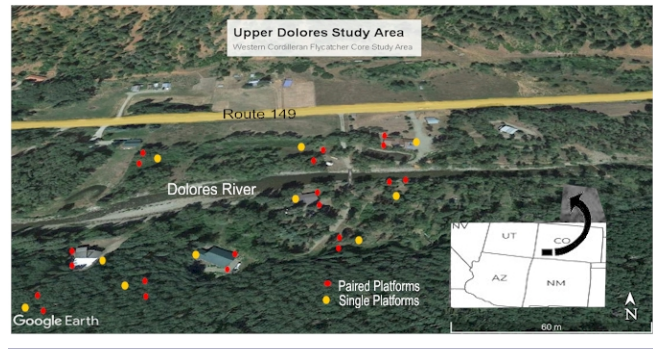 Upper Dolores Study Area
Western Cordilleran Flycatcher Core Study Area
Route 149
Dolores River
NV
UT
CO
AZ
NM
Paired Platforms
Single Platforms
N
60 m
Google Earth